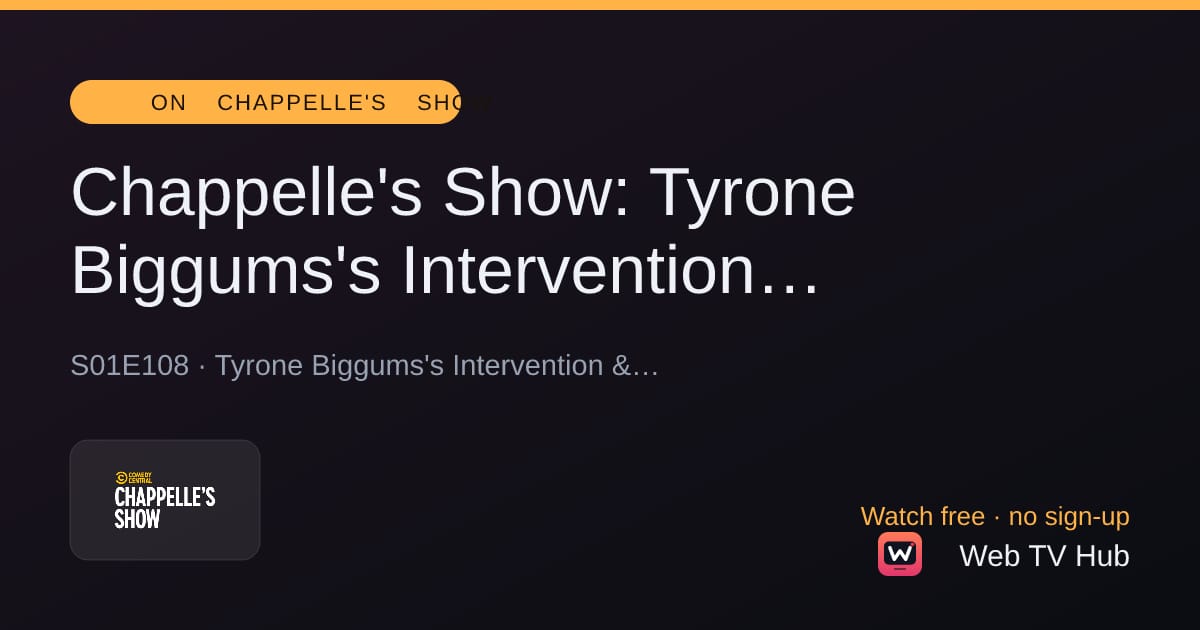 ON CHAPPELLE'S SHOW
Chappelle's Show: Tyrone
Biggums's Intervention…
S01E108 · Tyrone Biggums's Intervention &…
COMEDY
CENTRAL
CHAPPELLE'S
SHOW
Watch free · no sign-up
W
Web TV Hub